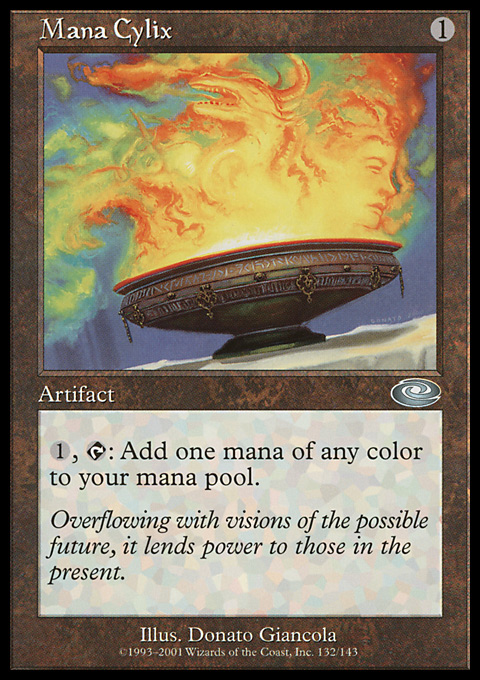 Mana Cylix 1
Artifact
1, : Add one mana of any color
to your mana pool.
Overflowing with visions of the possible
future, it lends power to those in the
present.
Illus. Donato Giancola
©1993–2001 Wizards of the Coast, Inc. 132/143